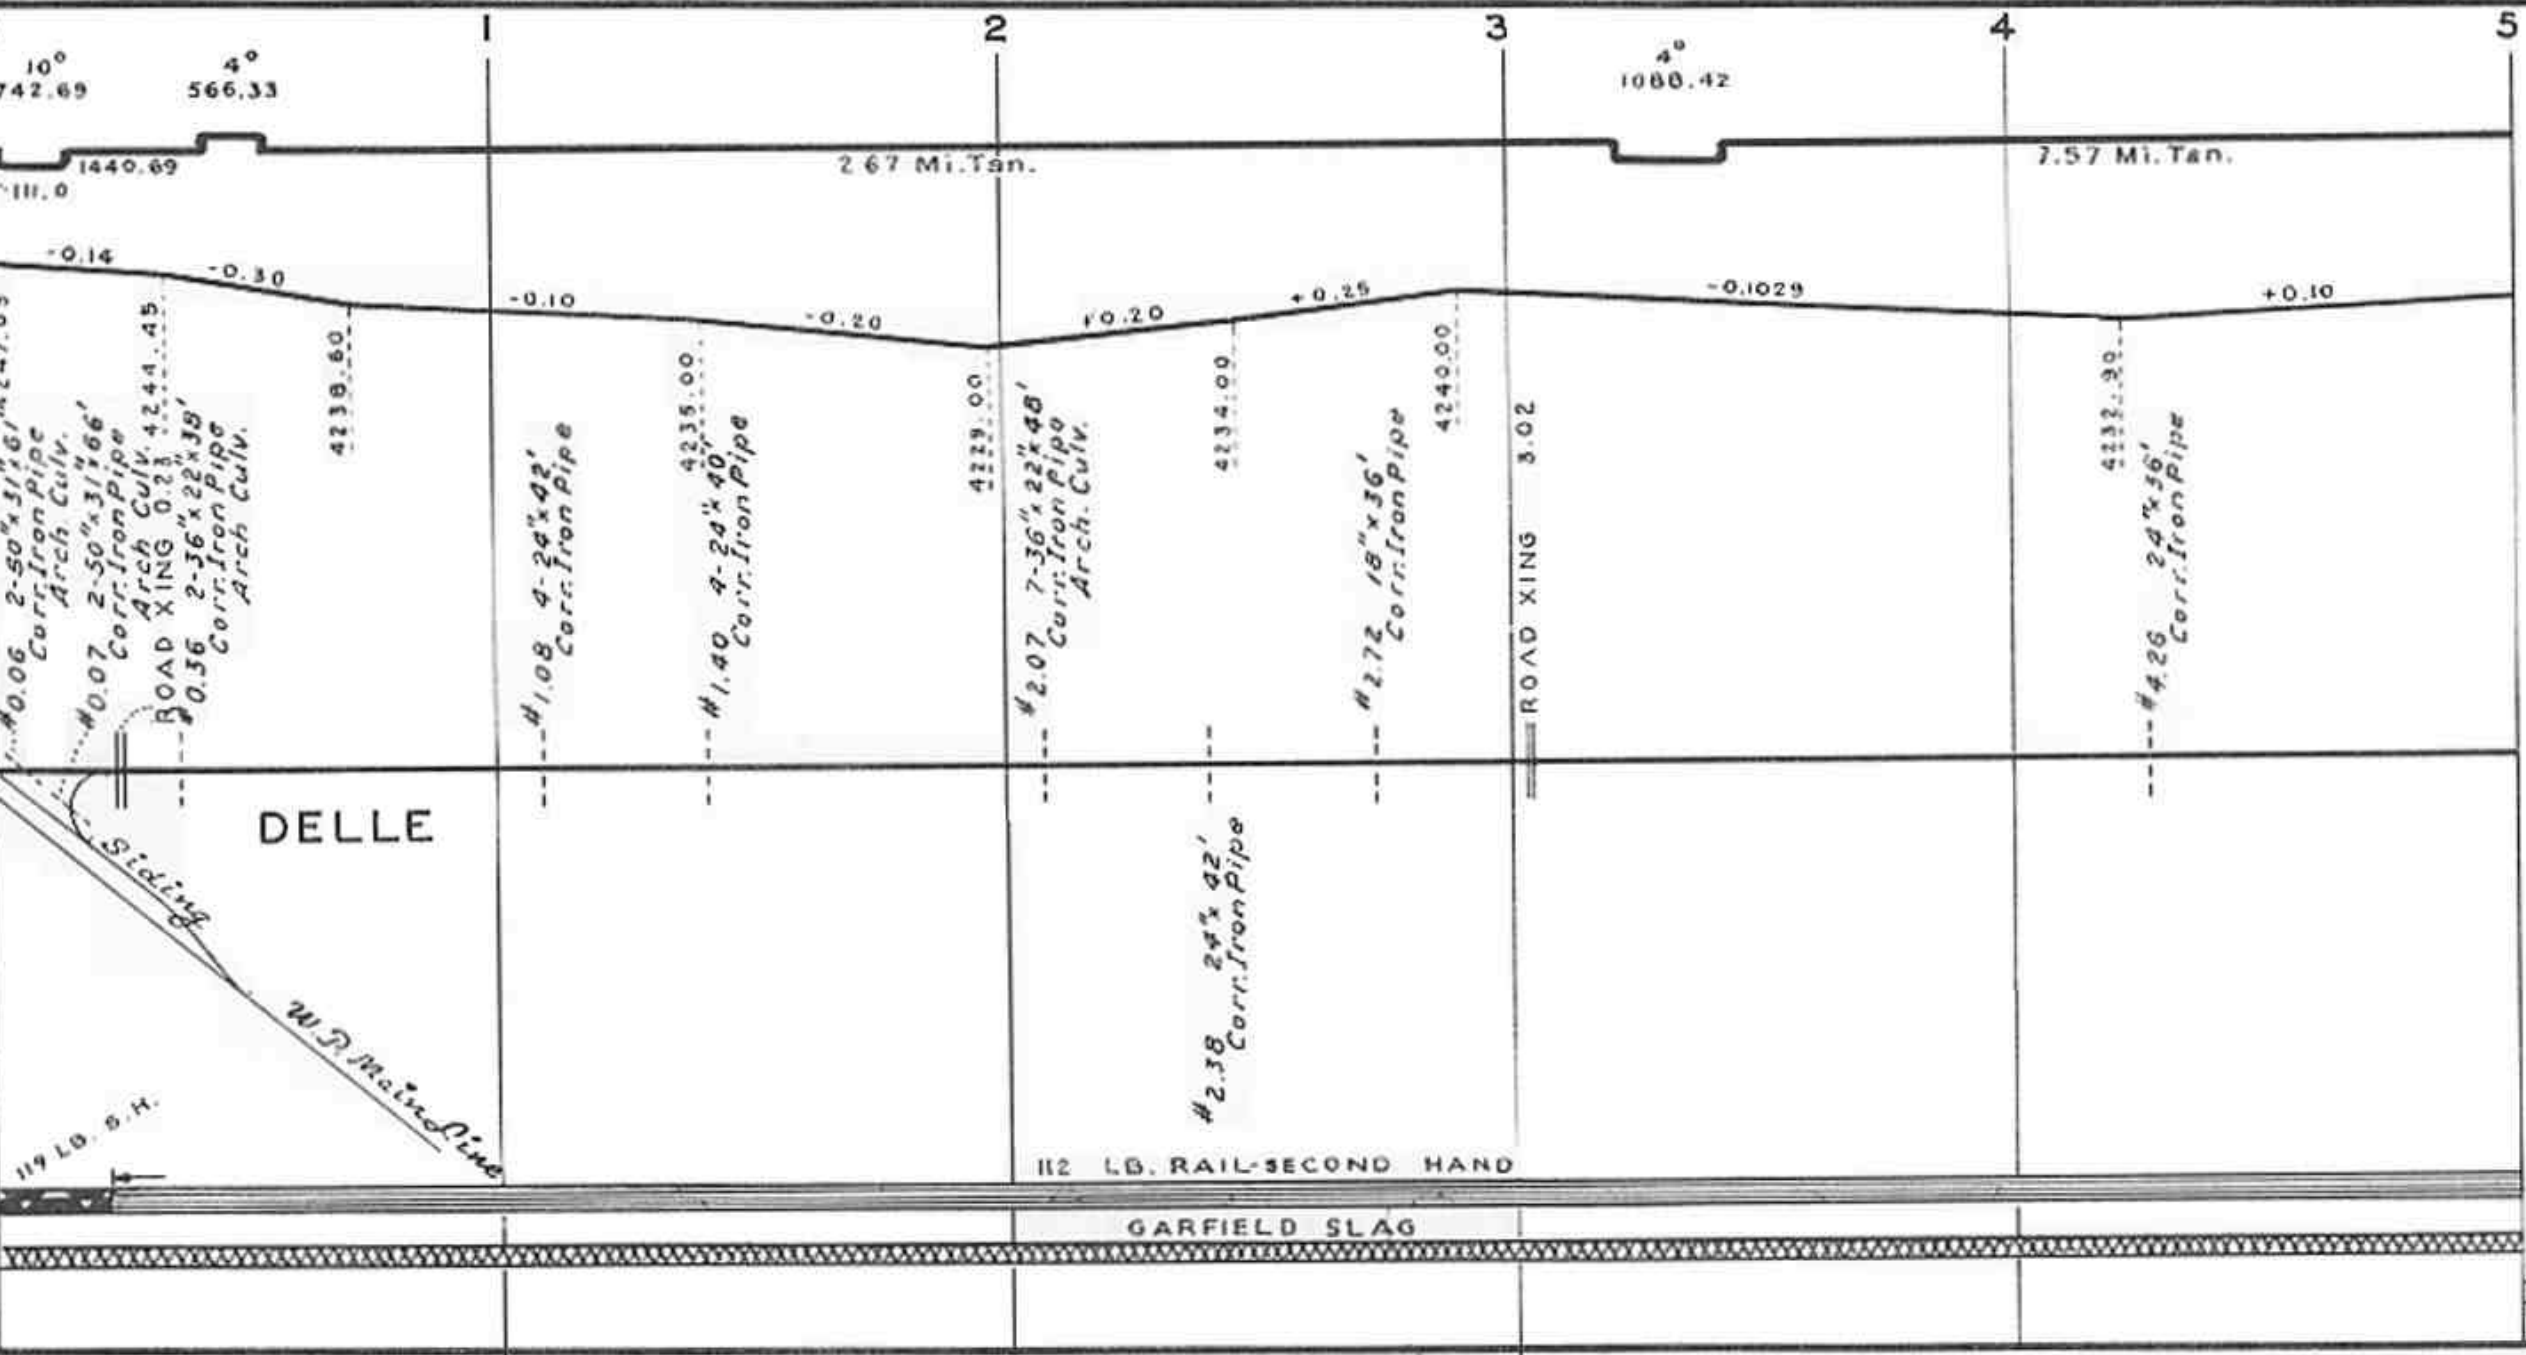 1
2
3
4
5
10°
742.69
4°
566.33
4°
1088.42
1440.69
111.0
2.67 Mi.Tan.
7.57 Mi.Tan.
-0.14
-0.30
-0.10
-0.20
+0.20
+0.25
-0.1029
+0.10
4244.45
4238.60
4235.00
4229.00
4234.00
4240.00
4232.90
#0.06 2-50"x31"x61'
Corr.Iron Pipe
Arch Culv.
#0.07 2-50"x31"x66'
Corr.Iron Pipe
Arch Culv.
ROAD XING 0.23
#0.36 2-36"x22"x38'
Corr.Iron Pipe
Arch Culv.
#1.08 4-24"x42'
Corr.Iron Pipe
#1.40 4-24"x40'
Corr.Iron Pipe
#2.07 7-36"x22"x48'
Corr.Iron Pipe
Arch.Culv.
#2.72 18"x36'
Corr.Iron Pipe
ROAD XING 3.02
#4.26 24"x36'
Corr.Iron Pipe
DELLE
Siding
W.P. Main Line
#2.38 24"x42'
Corr.Iron Pipe
119 LB. S.H.
112 LB. RAIL-SECOND HAND
GARFIELD SLAG